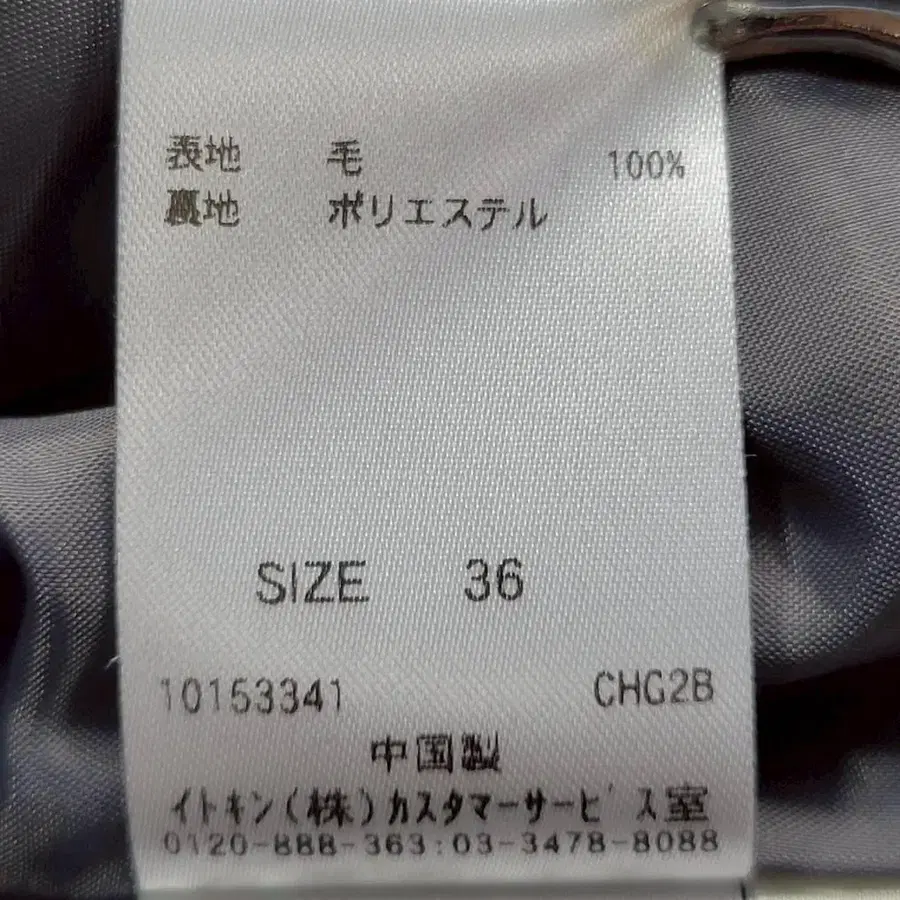 表地 毛 100%
裏地 ポリエステル
SIZE 36
10153341 CHG2B
中国製
イトキン(株)カスタマーサービス室
0120-888-363:03-3478-8088